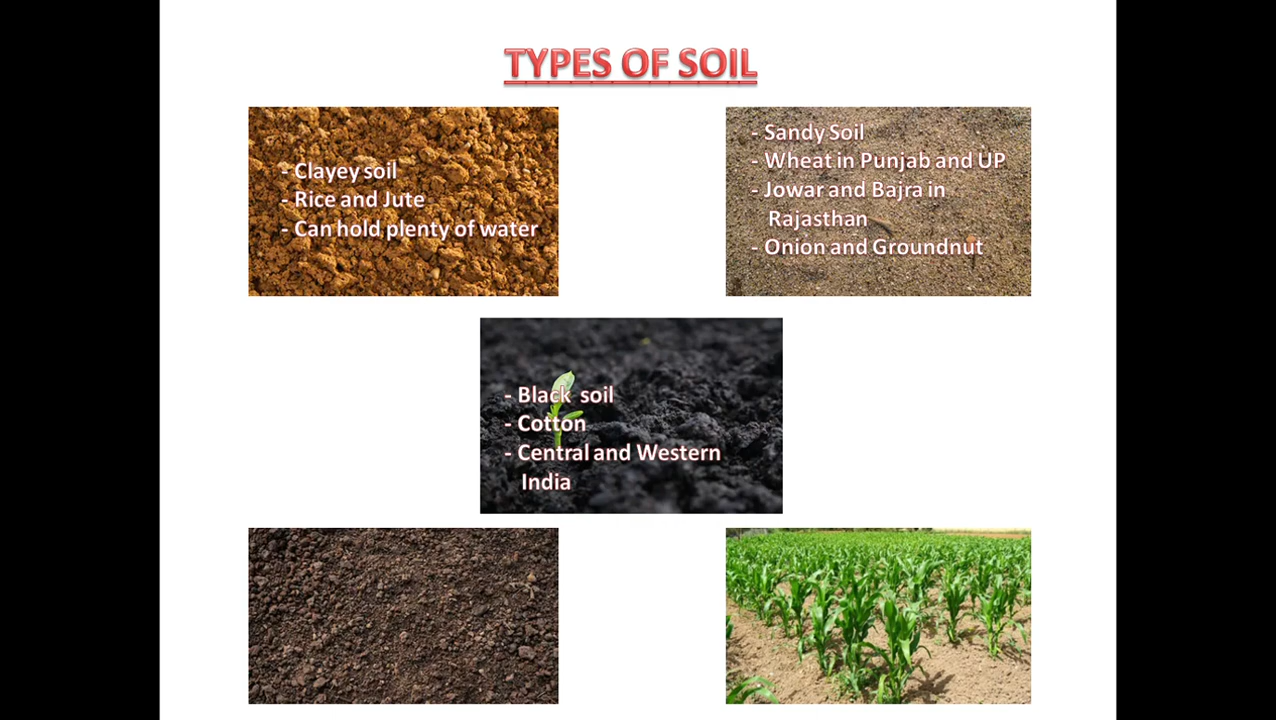 TYPES OF SOIL
- Clayey soil
- Rice and Jute
- Can hold plenty of water
- Sandy Soil
- Wheat in Punjab and UP
- Jowar and Bajra in
Rajasthan
- Onion and Groundnut
- Black soil
- Cotton
- Central and Western
India